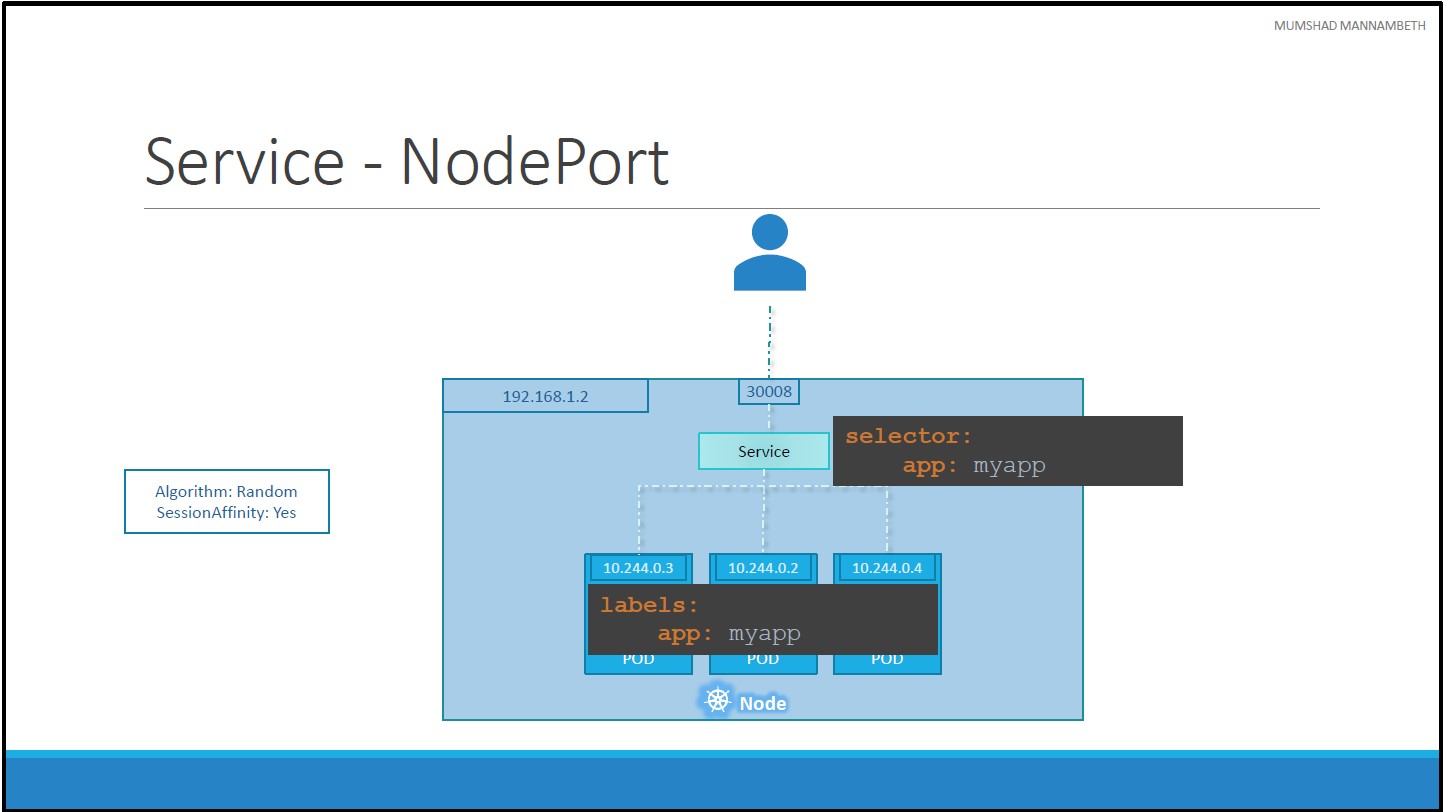 MUMSHAD MANNAMBETH
Service - NodePort
192.168.1.2
30008
Service
selector:
app: myapp
Algorithm: Random
SessionAffinity: Yes
10.244.0.3
10.244.0.2
10.244.0.4
labels:
app: myapp
POD
POD
POD
Node